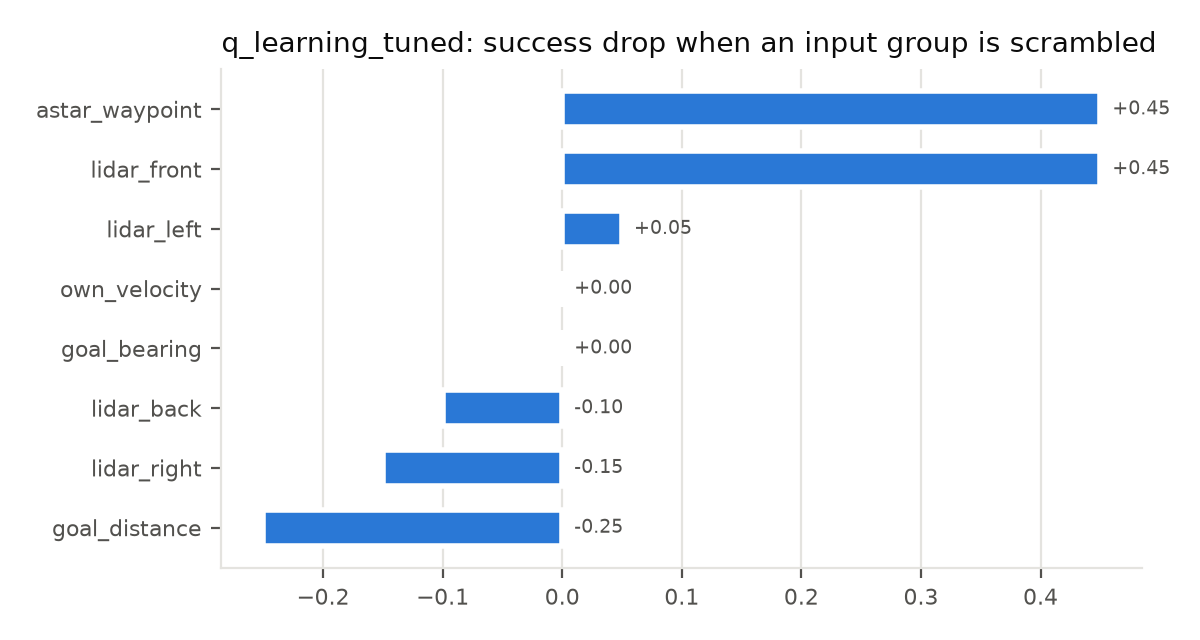 q_learning_tuned: success drop when an input group is scrambled
astar_waypoint +0.45
lidar_front +0.45
lidar_left +0.05
own_velocity +0.00
goal_bearing +0.00
lidar_back -0.10
lidar_right -0.15
goal_distance -0.25
−0.2 −0.1 0.0 0.1 0.2 0.3 0.4